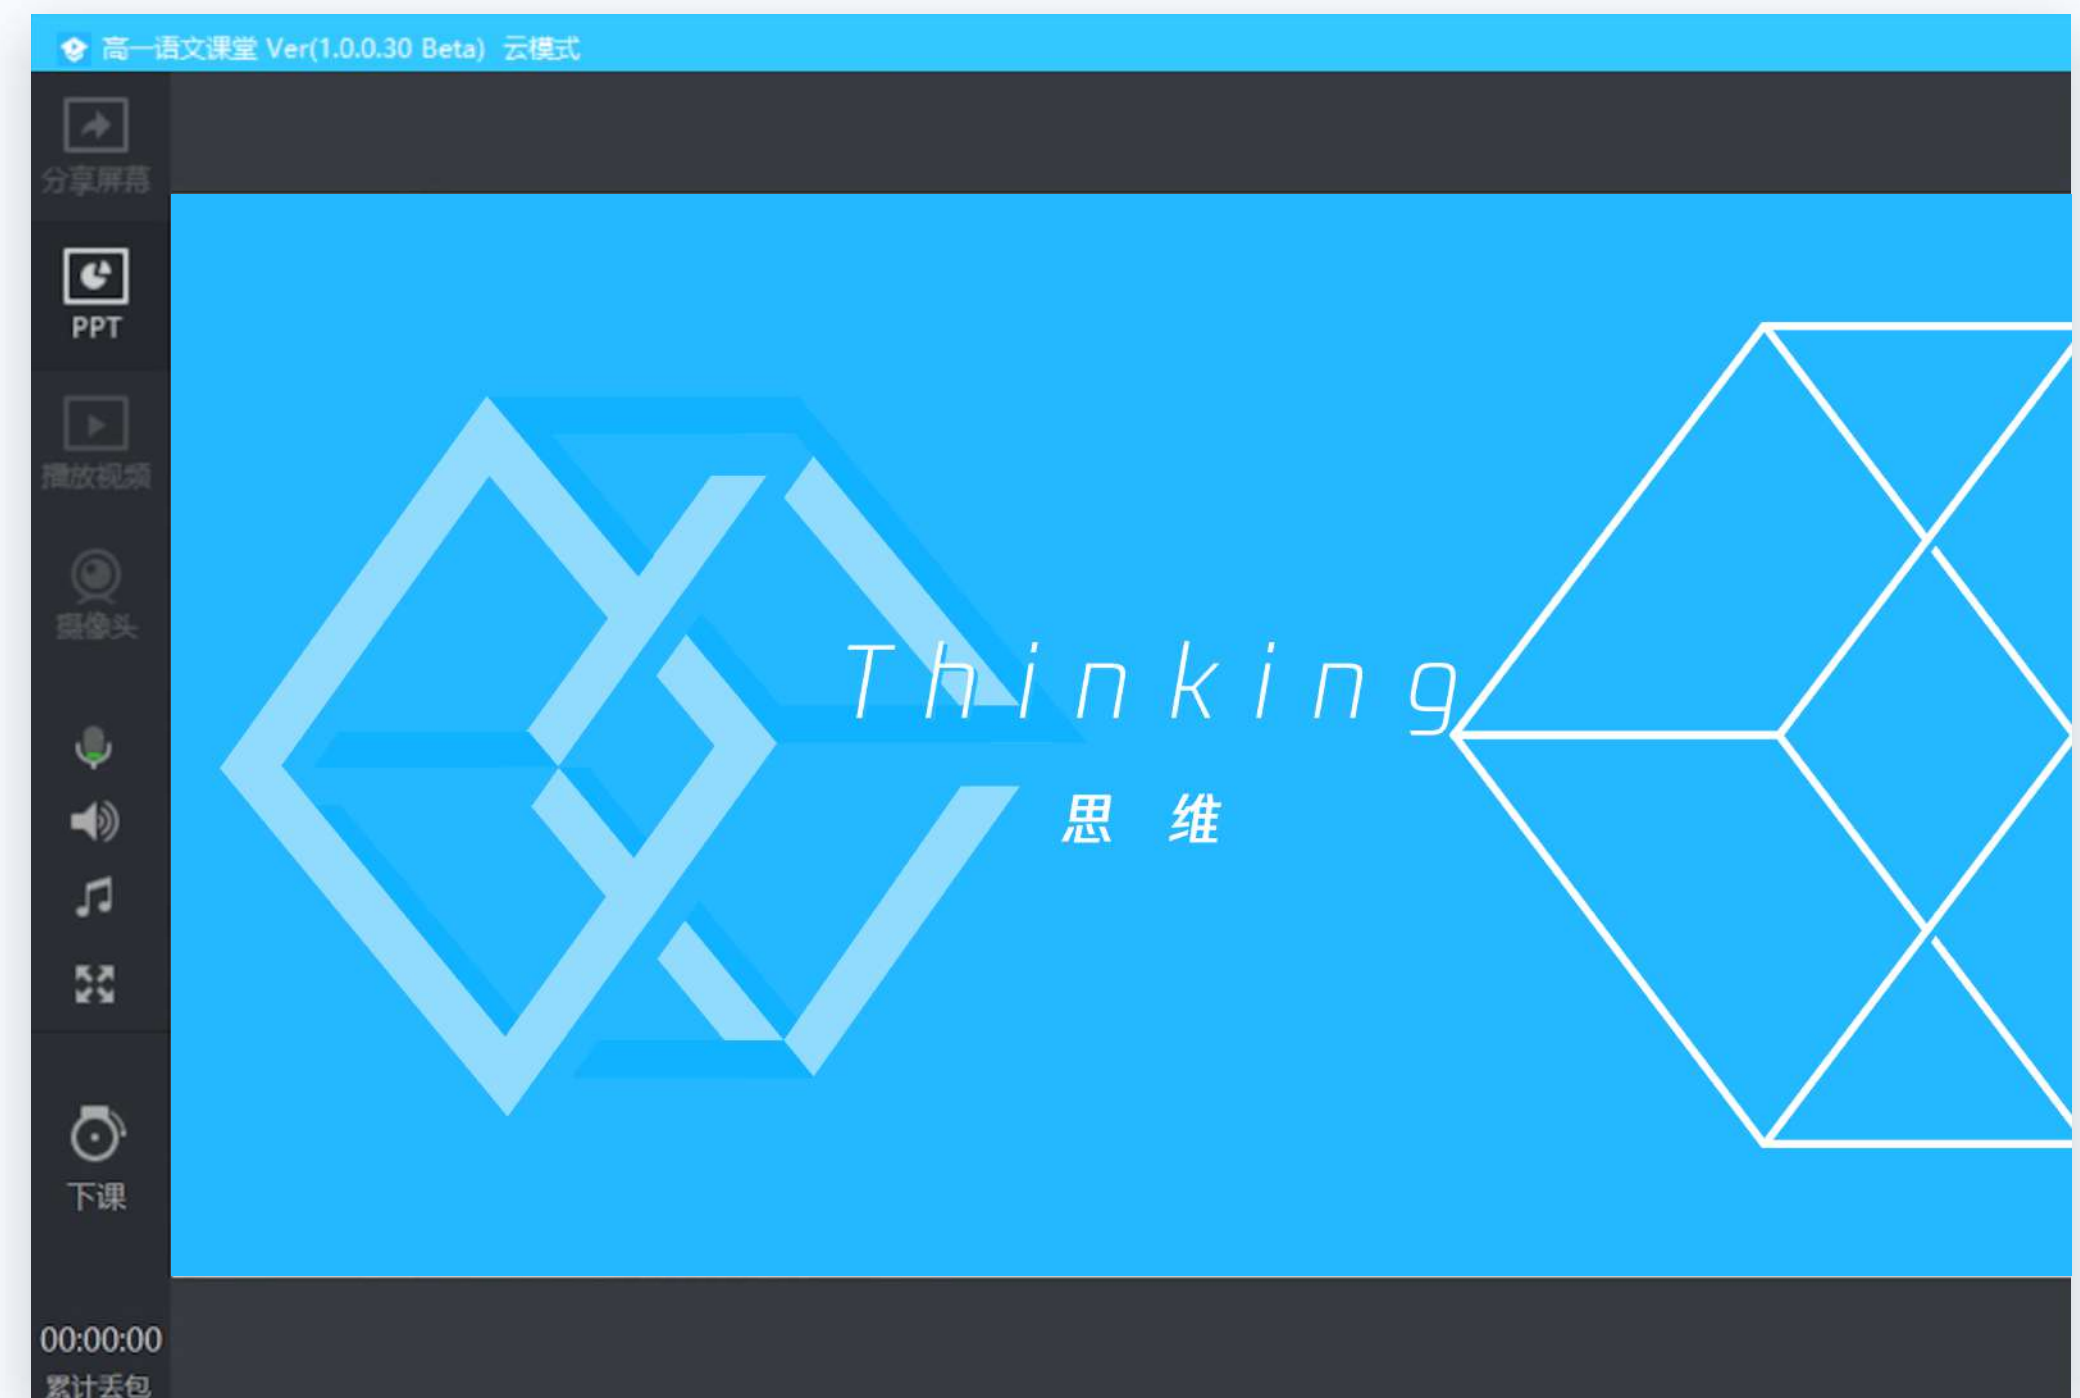 高一语文课堂 Ver(1.0.0.30 Beta) 云模式
分享屏幕
PPT
播放视频
摄像头
下课
00:00:00
累计丢包
Thinking
思维